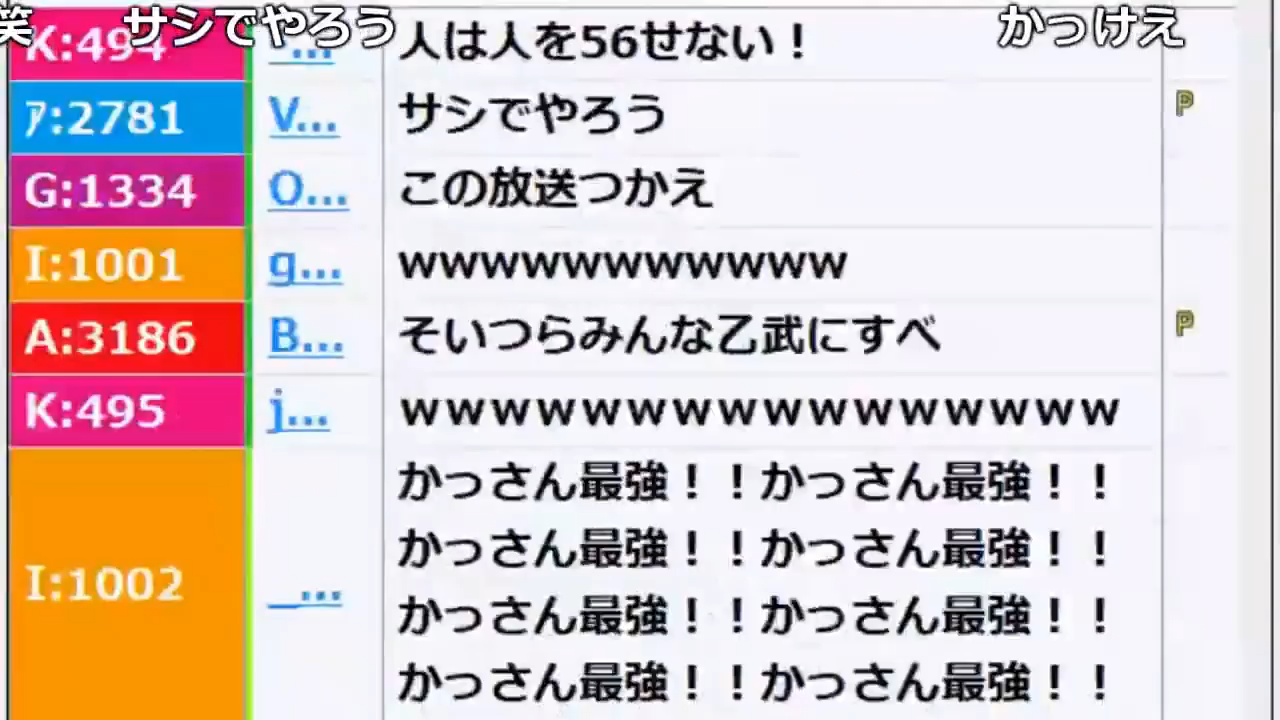 笑 サシでやろう かっけえ
K:494 _... 人は人を56せない！
ｱ:2781 V... サシでやろう P
G:1334 O... この放送つかえ
I:1001 g... wwwwwwwwwwwww
A:3186 B... そいつらみんな乙武にすべ P
K:495 j... ｗｗｗｗｗｗｗｗｗｗｗｗｗｗｗｗ
かっさん最強！！かっさん最強！！
かっさん最強！！かっさん最強！！
I:1002 _...
かっさん最強！！かっさん最強！！
かっさん最強！！かっさん最強！！